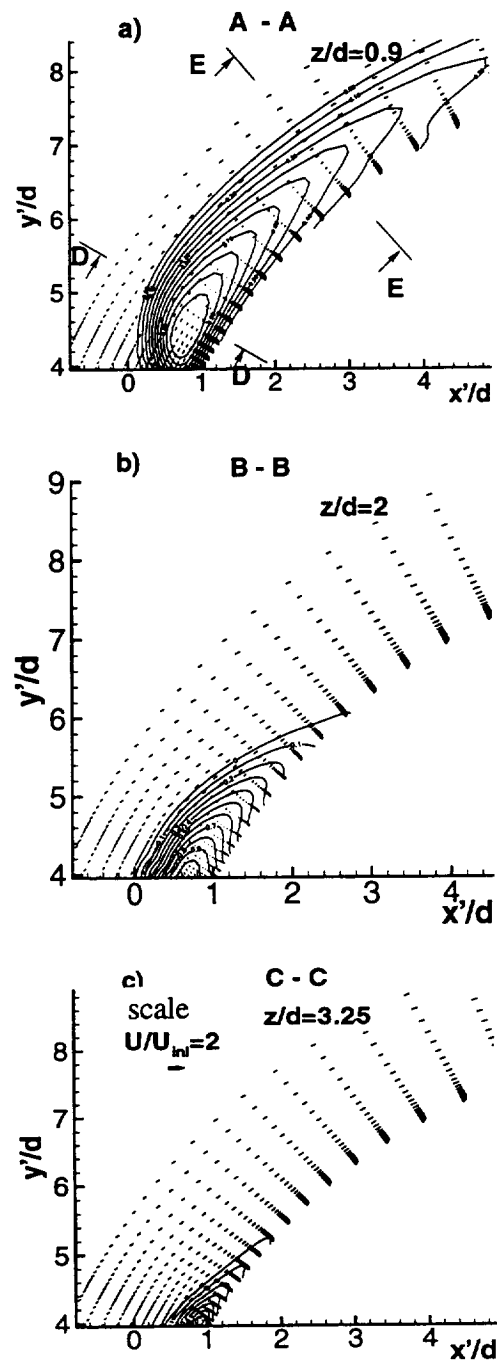 a) A - A
z/d=0.9
E
8
7
y'/d
6
D
5
E
4
D
0 1 2 3 4
x'/d
b) B - B
9
z/d=2
8
7
y'/d
6
5
4
0 1 2 3 4
x'/d
c) C - C
scale
z/d=3.25
U/U inl=2
8
7
y'/d
6
5
4
0 1 2 3 4
x'/d